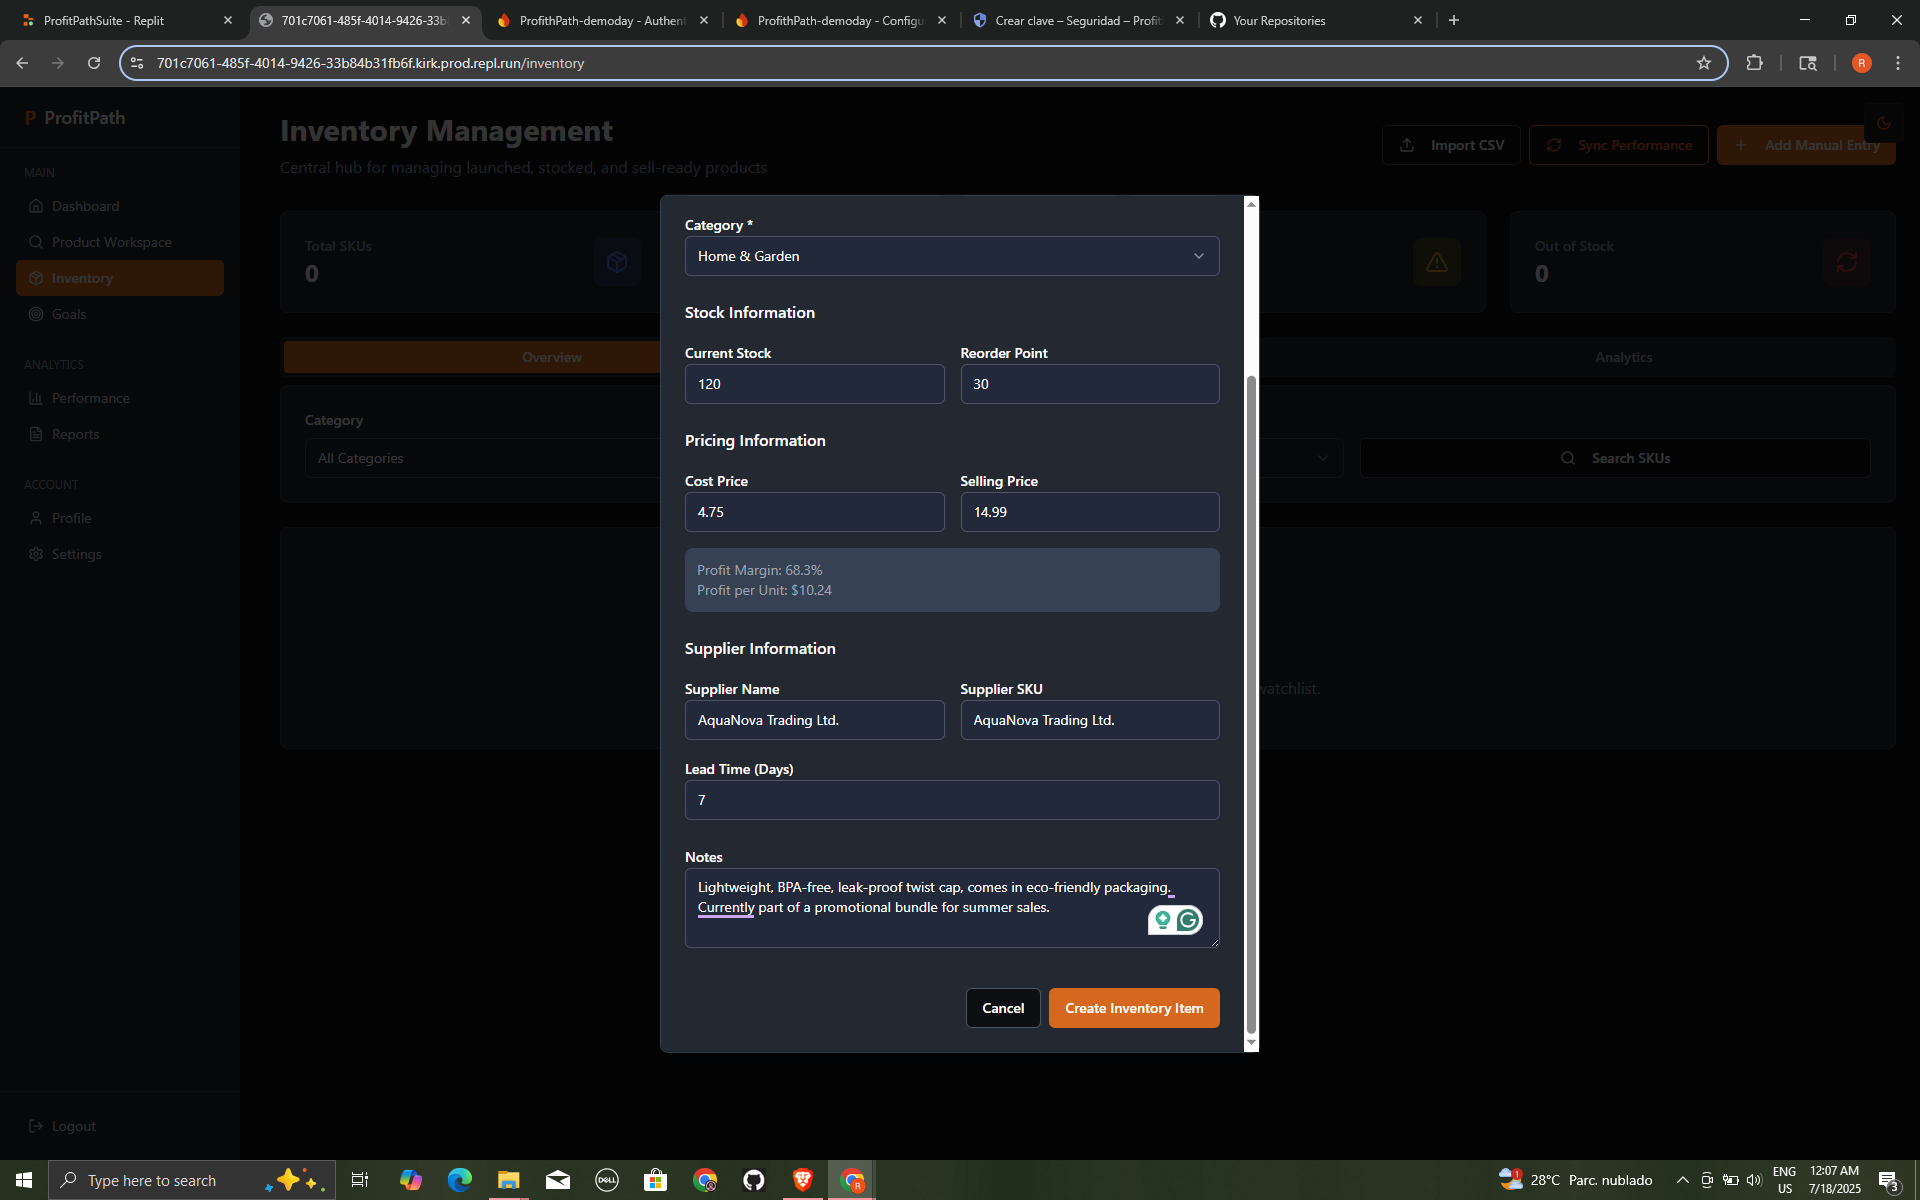 ProfitPathSuite - Replit
701c7061-485f-4014-9426-33b
ProfithPath-demoday - Authent
ProfithPath-demoday - Configu
Crear clave – Seguridad – Profit
Your Repositories
701c7061-485f-4014-9426-33b84b31fb6f.kirk.prod.repl.run/inventory
R
P ProfitPath
MAIN
Dashboard
Product Workspace
Inventory
Goals
ANALYTICS
Performance
Reports
ACCOUNT
Profile
Settings
Logout
Inventory Management
Central hub for managing launched, stocked, and sell-ready products
Import CSV
Sync Performance
Add Manual Entry
Total SKUs
0
Out of Stock
0
Overview
Analytics
Category
All Categories
Search SKUs
watchlist.
Category *
Home & Garden
Stock Information
Current Stock
Reorder Point
120
30
Pricing Information
Cost Price
Selling Price
4.75
14.99
Profit Margin: 68.3%
Profit per Unit: $10.24
Supplier Information
Supplier Name
Supplier SKU
AquaNova Trading Ltd.
AquaNova Trading Ltd.
Lead Time (Days)
7
Notes
Lightweight, BPA-free, leak-proof twist cap, comes in eco-friendly packaging.
Currently part of a promotional bundle for summer sales.
Cancel
Create Inventory Item
Type here to search
DELL
R
1
28°C Parc. nublado
ENG
US
12:07 AM
7/18/2025
3